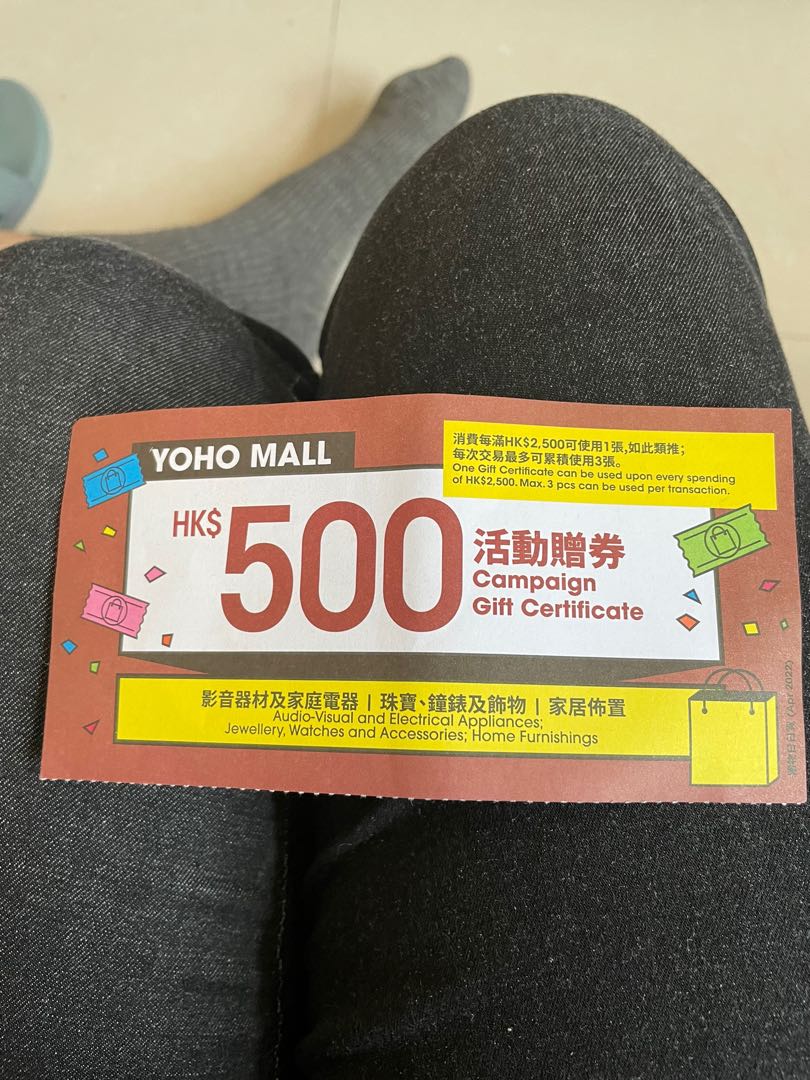 YOHO MALL
消費每滿HK$2,500可使用1張,如此類推;
每次交易最多可累積使用3張。
One Gift Certificate can be used upon every spending
of HK$2,500. Max. 3 pcs can be used per transaction.
HK$500
活動贈券
Campaign
Gift Certificate
影音器材及家庭電器 | 珠寶、鐘錶及飾物 | 家居佈置
Audio-Visual and Electrical Appliances;
Jewellery, Watches and Accessories; Home Furnishings
(Apr 2022)